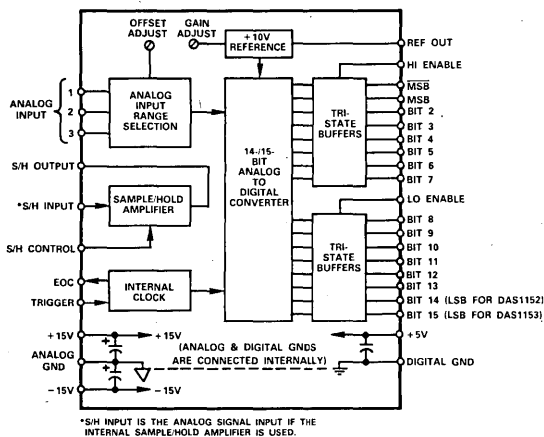 OFFSET
ADJUST
GAIN
ADJUST
+10V
REFERENCE
REF OUT
HI ENABLE
ANALOG
INPUT
1
2
3
ANALOG
INPUT
RANGE
SELECTION
14-/15-
BIT
ANALOG
TO
DIGITAL
CONVERTER
TRI-
STATE
BUFFERS
MSB
MSB
BIT 2
BIT 3
BIT 4
BIT 5
BIT 6
BIT 7
S/H OUTPUT
*S/H INPUT
SAMPLE/HOLD
AMPLIFIER
S/H CONTROL
LO ENABLE
TRI-
STATE
BUFFERS
BIT 8
BIT 9
BIT 10
BIT 11
BIT 12
BIT 13
BIT 14 (LSB FOR DAS1152)
BIT 15 (LSB FOR DAS1153)
EOC
TRIGGER
INTERNAL
CLOCK
+15V
+
+15V
ANALOG
GND
+
-15V
-15V
(ANALOG & DIGITAL GNDS
ARE CONNECTED INTERNALLY)
+5V
DIGITAL GND
*S/H INPUT IS THE ANALOG SIGNAL INPUT IF THE
INTERNAL SAMPLE/HOLD AMPLIFIER IS USED.